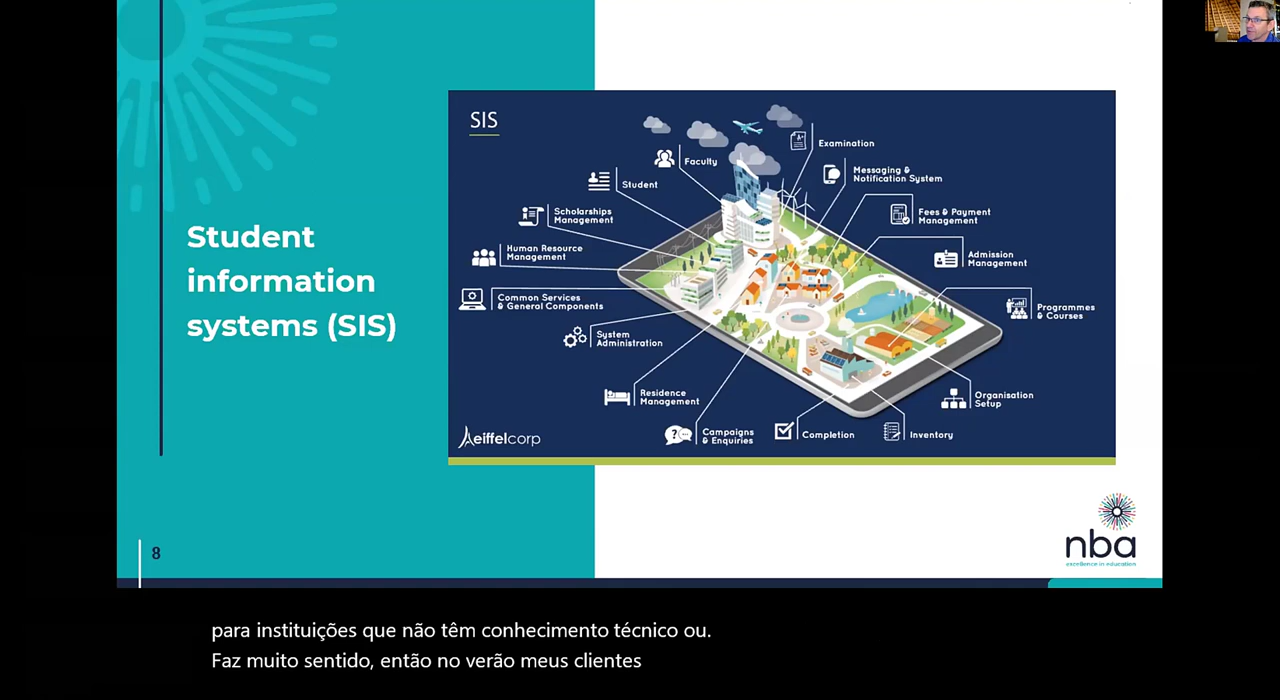 Student
information
systems (SIS)
8
SIS
Faculty
Student
Scholarships
Management
Human Resource
Management
Common Services
& General Components
System
Administration
Residence
Management
Campaigns
& Enquiries
Completion
Inventory
Organisation
Setup
Programmes
& Courses
Admission
Management
Fees & Payment
Management
Messaging &
Notification System
Examination
eiffelcorp
nba
excellence in education
para instituições que não têm conhecimento técnico ou.
Faz muito sentido, então no verão meus clientes